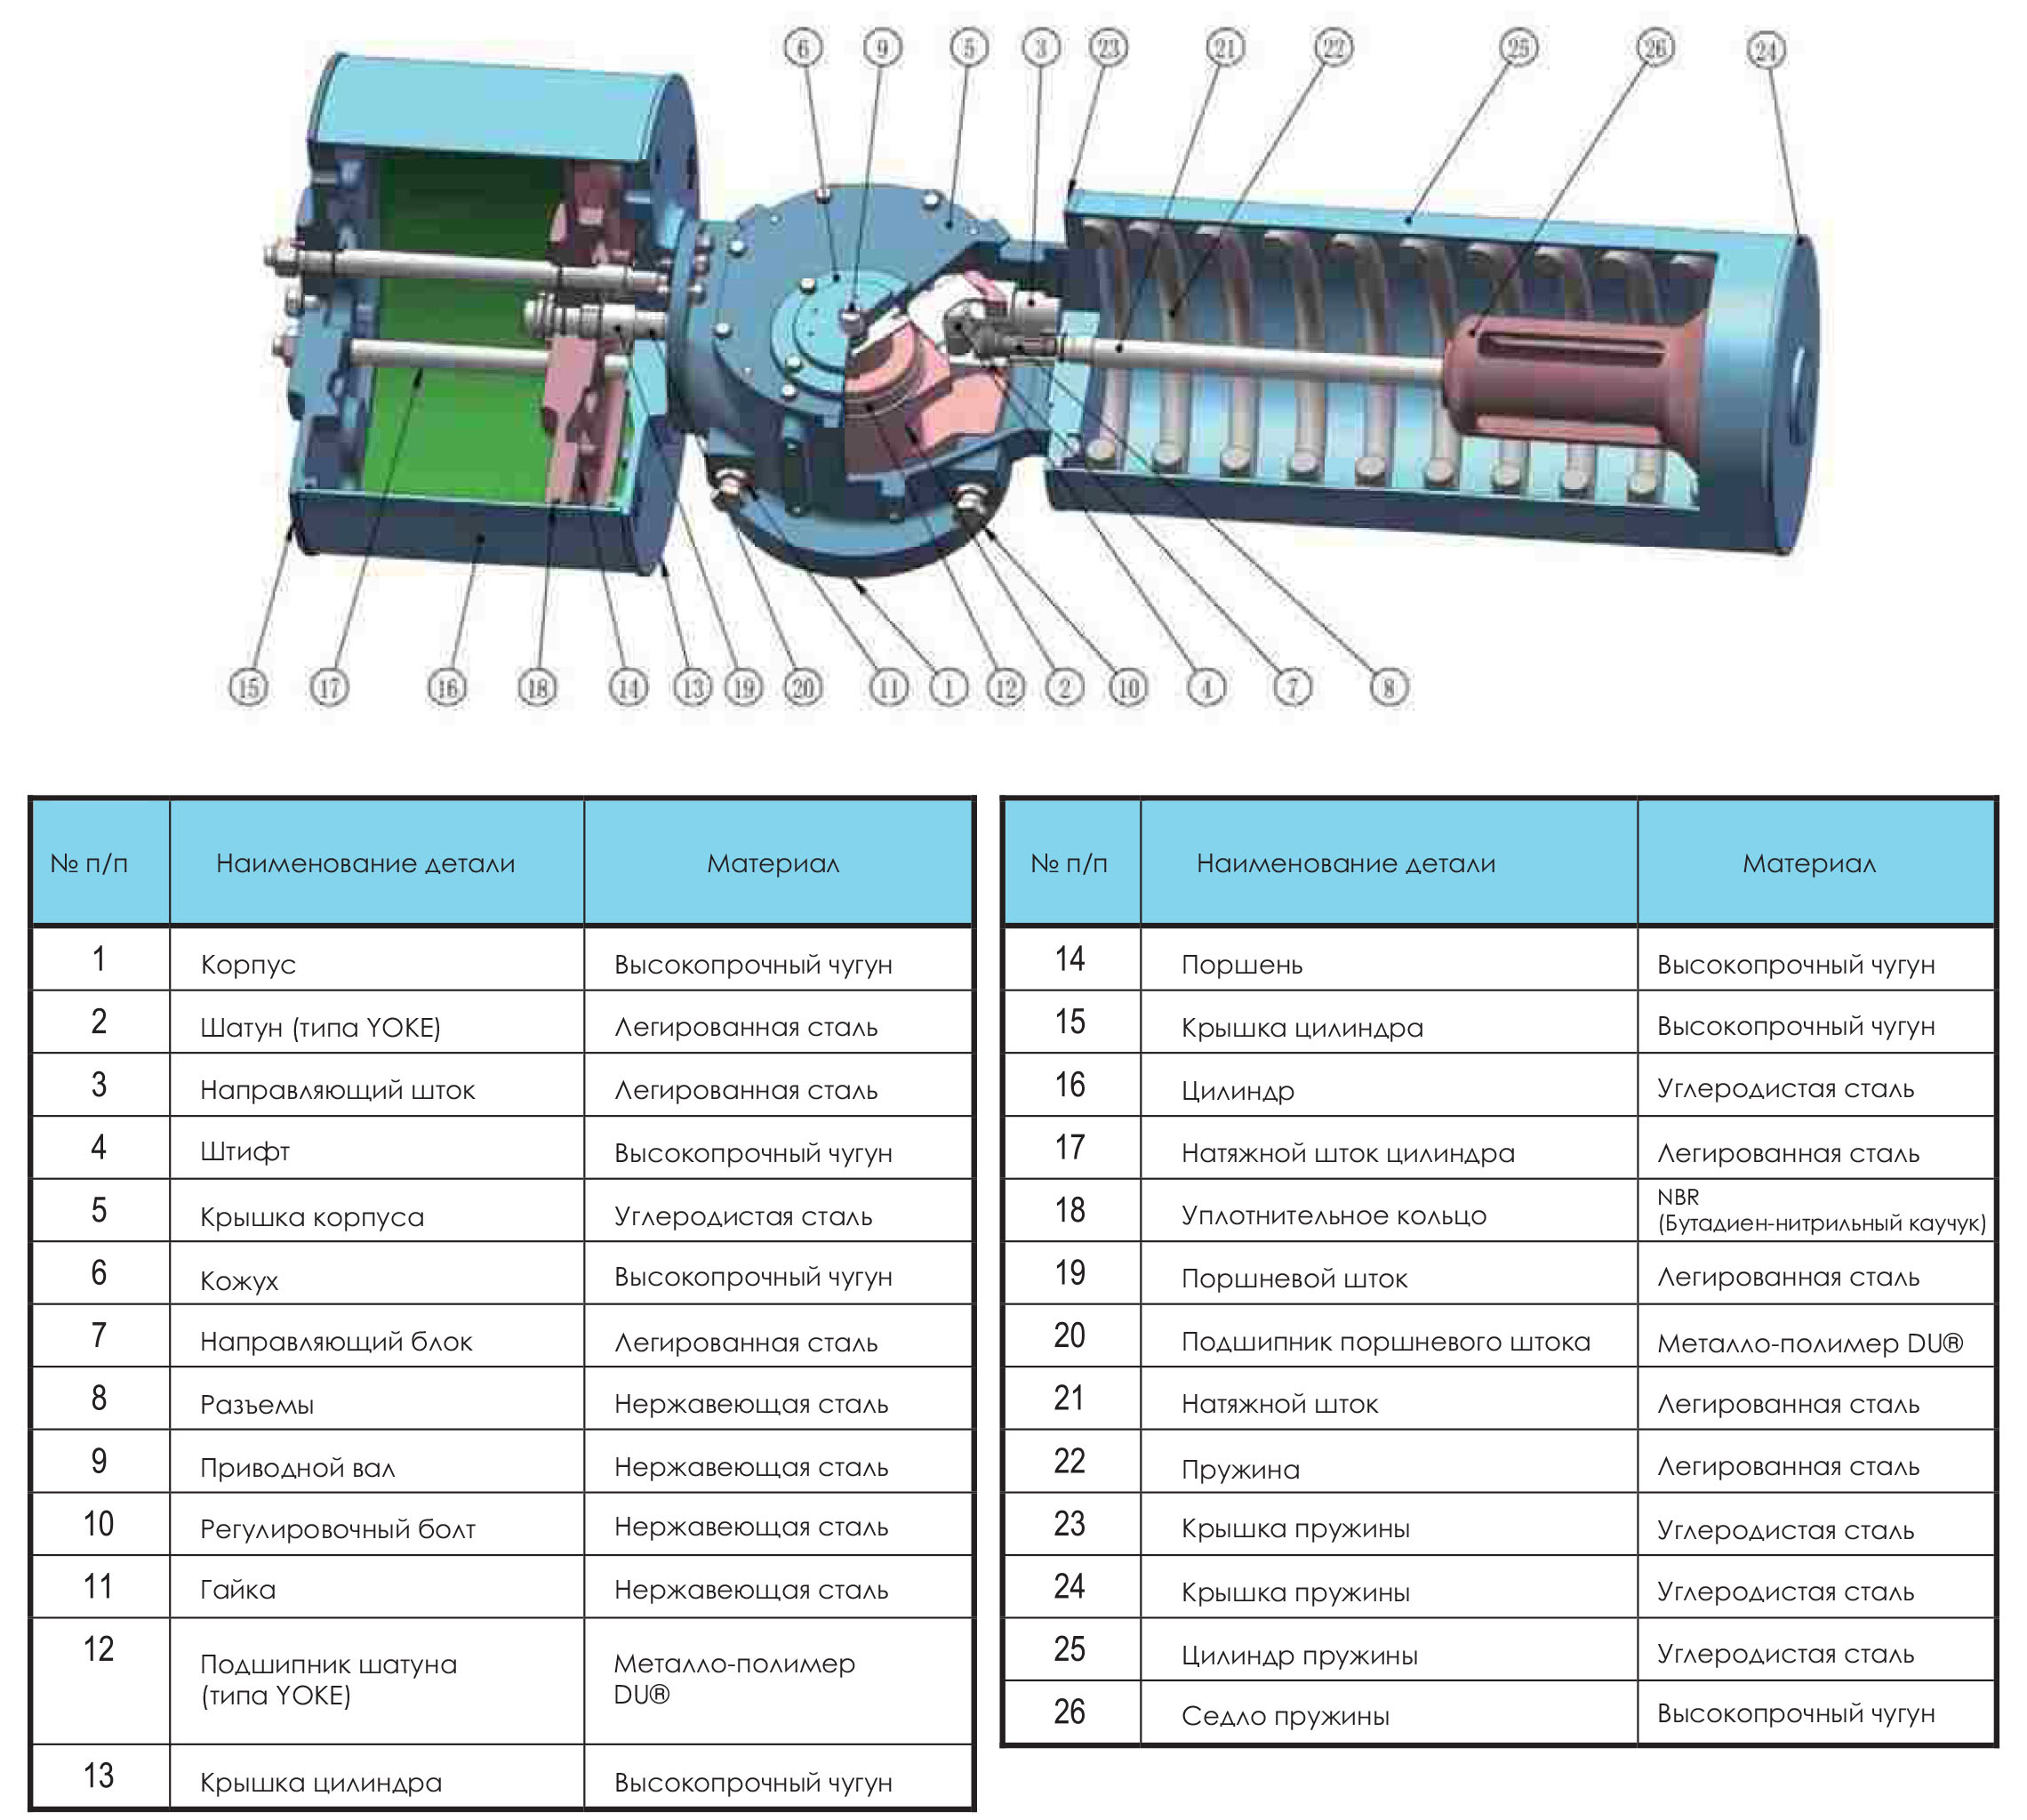 6 9 5 3 23 21 22 25 26 24
15 17 16 18 14 13 19 20 11 1 12 2 10 4 7 8
№ п/п Наименование детали Материал
1 Корпус Высокопрочный чугун
2 Шатун (типа YOKE) Легированная сталь
3 Направляющий шток Легированная сталь
4 Штифт Высокопрочный чугун
5 Крышка корпуса Углеродистая сталь
6 Кожух Высокопрочный чугун
7 Направляющий блок Легированная сталь
8 Разъемы Нержавеющая сталь
9 Приводной вал Нержавеющая сталь
10 Регулировочный болт Нержавеющая сталь
11 Гайка Нержавеющая сталь
12 Подшипник шатуна Металло-полимер
(типа YOKE) DU®
13 Крышка цилиндра Высокопрочный чугун
№ п/п Наименование детали Материал
14 Поршень Высокопрочный чугун
15 Крышка цилиндра Высокопрочный чугун
16 Цилиндр Углеродистая сталь
17 Натяжной шток цилиндра Легированная сталь
18 Уплотнительное кольцо NBR
(Бутадиен-нитрильный каучук)
19 Поршневой шток Легированная сталь
20 Подшипник поршневого штока Металло-полимер DU®
21 Натяжной шток Легированная сталь
22 Пружина Легированная сталь
23 Крышка пружины Углеродистая сталь
24 Крышка пружины Углеродистая сталь
25 Цилиндр пружины Углеродистая сталь
26 Седло пружины Высокопрочный чугун